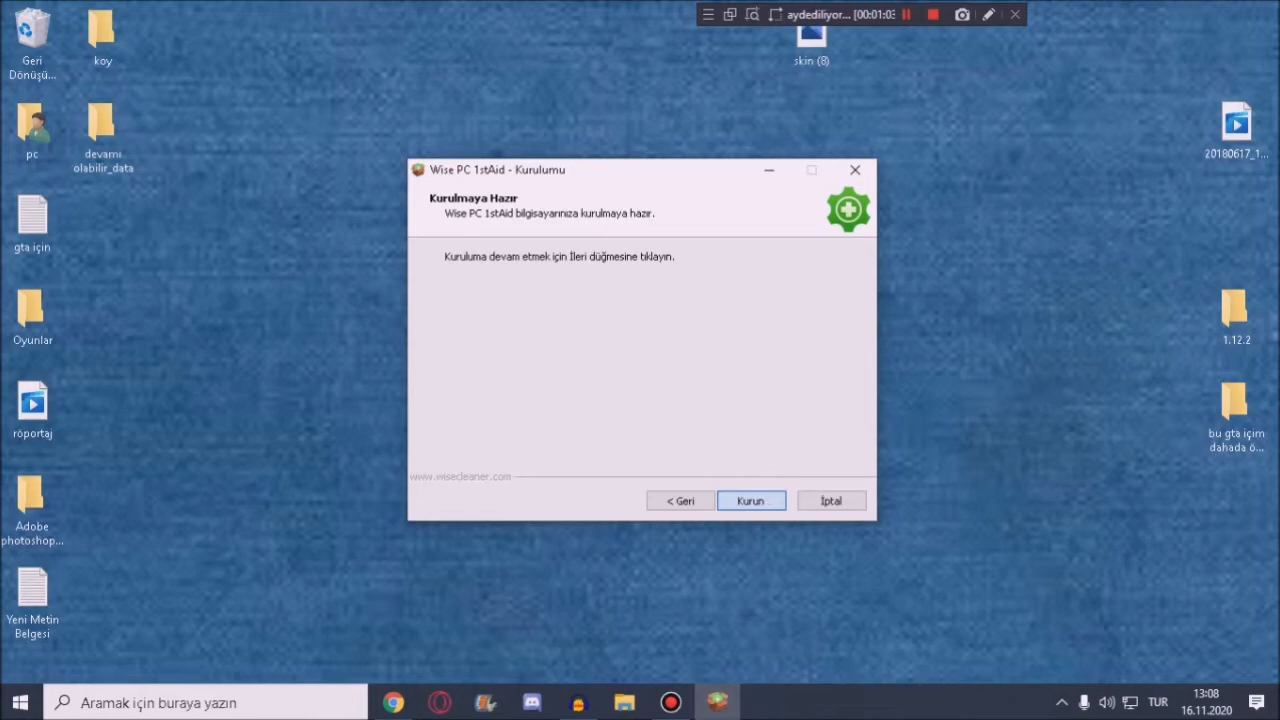 aydediliyor... [00:01:03
Geri
Dönüşü...
koy
skin (8)
pc
devamı
olabilir_data
20180617_1...
gta için
Oyunlar
röportaj
Adobe
photoshop...
Yeni Metin
Belgesi
1.12.2
bu gta içim
dahada ö...
Wise PC 1stAid - Kurulumu
Kurulmaya Hazır
Wise PC 1stAid bilgisayarınıza kurulmaya hazır.
Kuruluma devam etmek için İleri düğmesine tıklayın.
www.wisecleaner.com
< Geri
Kurun
İptal
Aramak için buraya yazın
TUR
13:08
16.11.2020